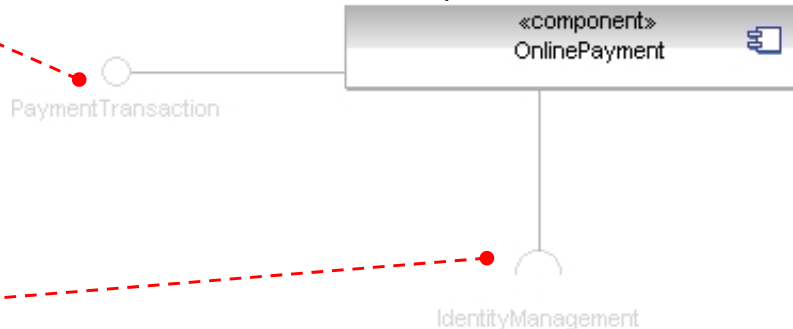 «component»
OnlinePayment
PaymentTransaction
IdentityManagement